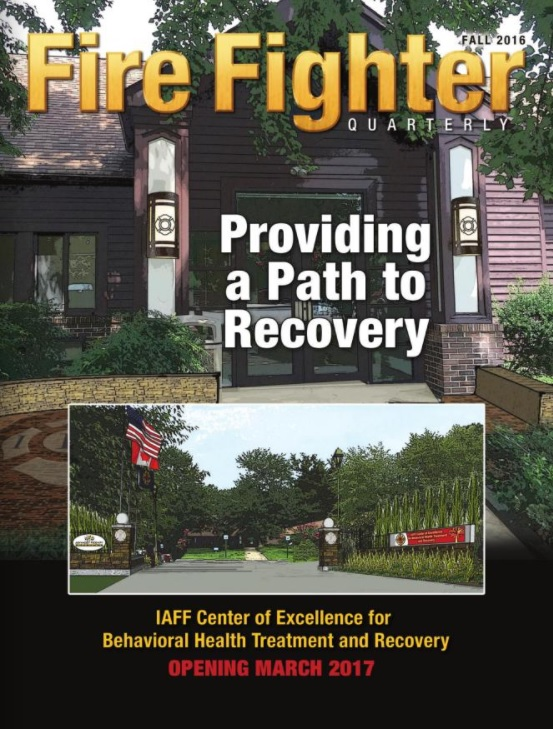 FALL 2016
Fire Fighter
QUARTERLY
Providing
a Path to
Recovery
IAFF Center of Excellence for
Behavioral Health Treatment and Recovery
OPENING MARCH 2017